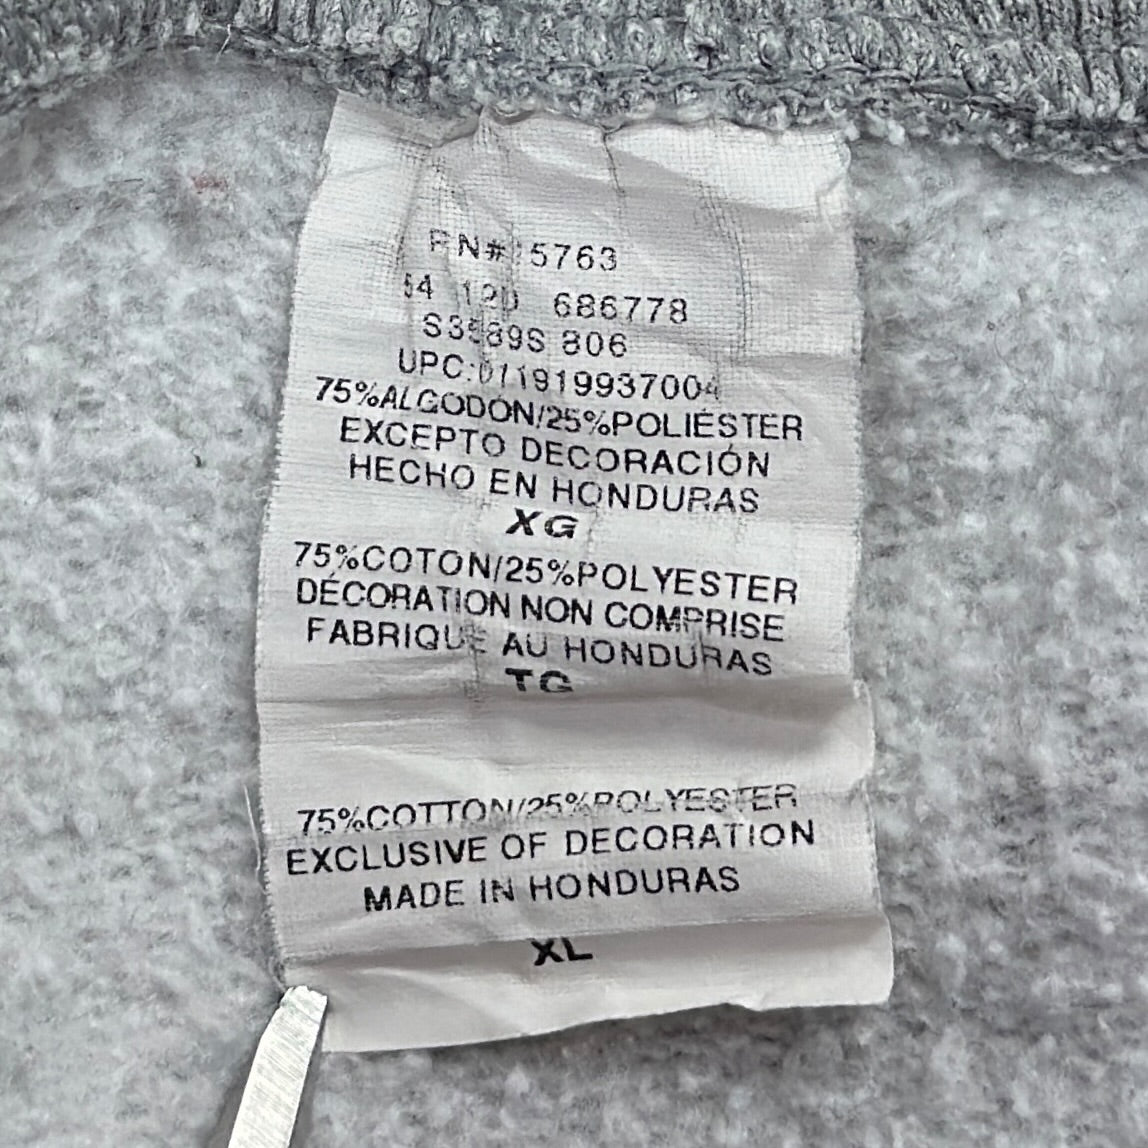 RN# 15763
54 12D 686778
S3589S 806
UPC:011919937004
75%ALGODÓN/25%POLIÉSTER
EXCEPTO DECORACIÓN
HECHO EN HONDURAS
XG
75%COTON/25%POLYESTER
DÉCORATION NON COMPRISE
FABRIQUÉ AU HONDURAS
TG
75%COTTON/25%POLYESTER
EXCLUSIVE OF DECORATION
MADE IN HONDURAS
XL